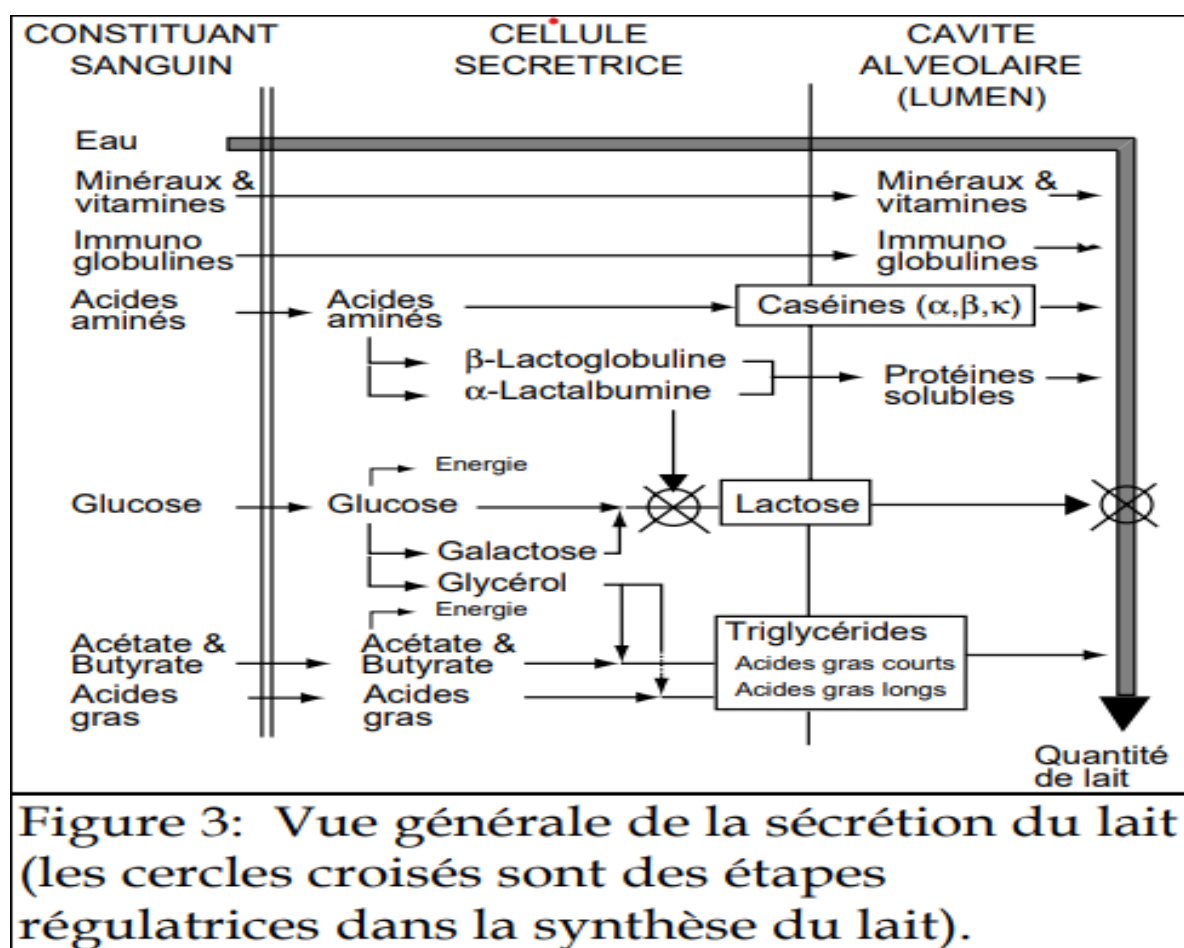 CONSTITUANT SANGUIN
CELLULE SECRETRICE
CAVITE ALVEOLAIRE (LUMEN)
Eau
Minéraux & vitamines
Minéraux & vitamines
Immuno globulines
Immuno globulines
Acides aminés
Acides aminés
Caséines (α,β,κ)
β-Lactoglobuline
α-Lactalbumine
Protéines solubles
Energie
Glucose
Glucose
Lactose
Galactose
Glycérol
Energie
Acétate & Butyrate
Acétate & Butyrate
Triglycérides
Acides gras courts
Acides gras longs
Acides gras
Acides gras
Quantité de lait
Figure 3: Vue générale de la sécrétion du lait
(les cercles croisés sont des étapes
régulatrices dans la synthèse du lait).